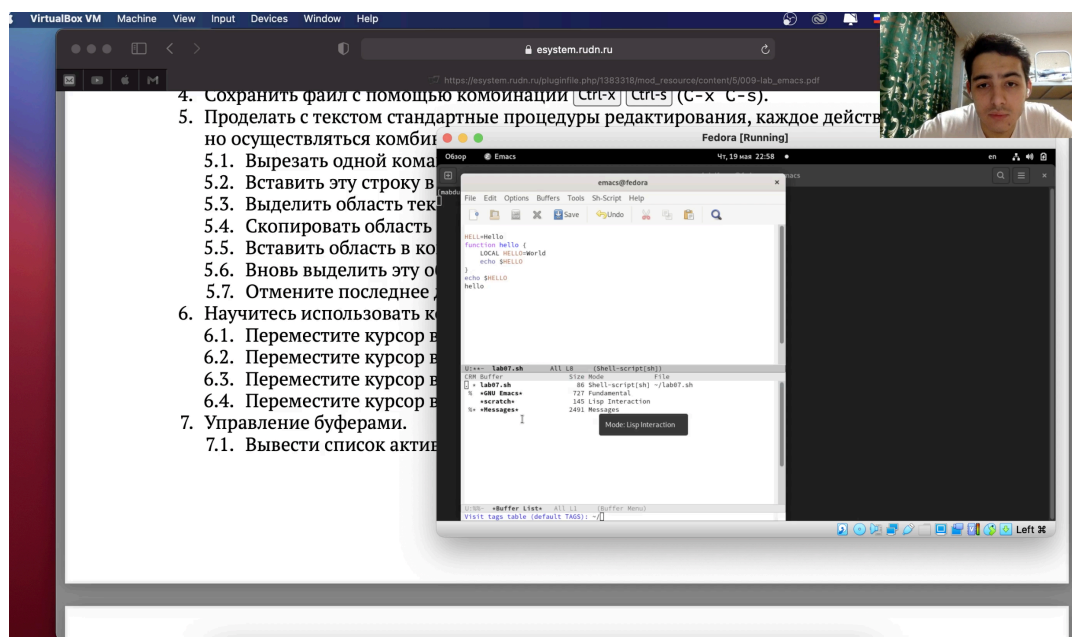 VirtualBox VM Machine View Input Devices Window Help
esystem.rudn.ru
https://esystem.rudn.ru/pluginfile.php/1383318/mod_resource/content/5/009-lab_emacs.pdf
4. Сохранить файл с помощью комбинации Ctrl-x Ctrl-s (C-x C-s).
5. Проделать с текстом стандартные процедуры редактирования, каждое действ
но осуществляться комби
5.1. Вырезать одной кома
5.2. Вставить эту строку в
5.3. Выделить область тек
5.4. Скопировать область
5.5. Вставить область в ко
5.6. Вновь выделить эту о
5.7. Отмените последнее
6. Научитесь использовать к
6.1. Переместите курсор в
6.2. Переместите курсор в
6.3. Переместите курсор в
6.4. Переместите курсор в
7. Управление буферами.
7.1. Вывести список актив
Fedora [Running]
Обзор Emacs Чт, 19 мая 22:58 en
emacs@fedora
File Edit Options Buffers Tools Sh-Script Help
Save Undo
HELL=Hello
function hello {
LOCAL HELLO=World
echo $HELLO
}
echo $HELLO
hello
U:**- lab07.sh All L8 (Shell-script[sh])
CRM Buffer Size Mode File
. * lab07.sh 86 Shell-script[sh] ~/lab07.sh
% *GNU Emacs* 727 Fundamental
*scratch* 145 Lisp Interaction
%* *Messages* 2491 Messages
Mode: Lisp Interaction
U:%%- *Buffer List* All L1 (Buffer Menu)
Visit tags table (default TAGS): ~/
Left ⌘